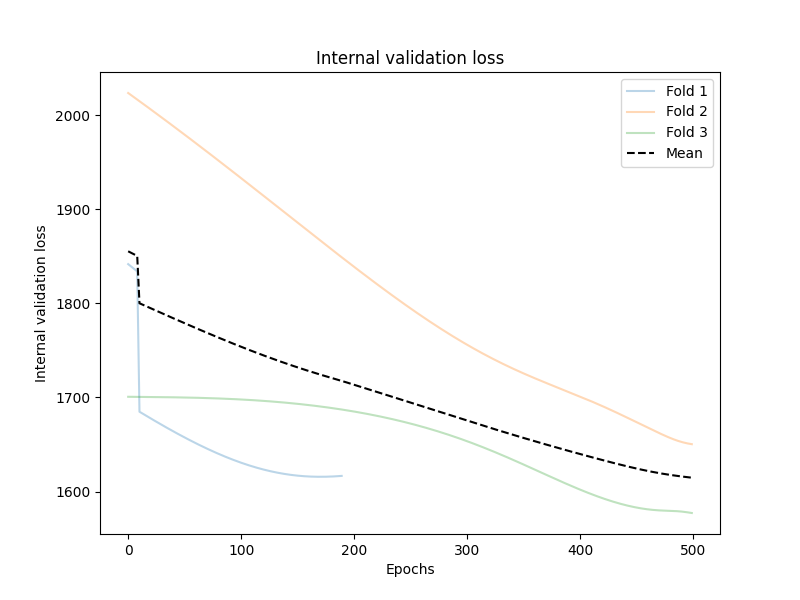 Internal validation loss
Fold 1
Fold 2
Fold 3
Mean
Internal validation loss
2000
1900
1800
1700
1600
0 100 200 300 400 500
Epochs